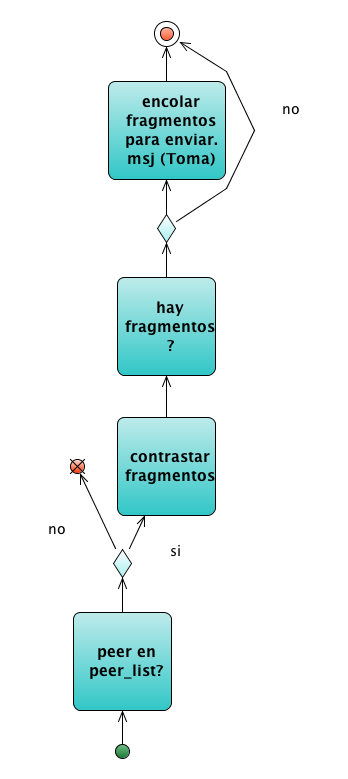 encolar
fragmentos
para enviar.
msj (Toma)
no
hay
fragmentos
?
contrastar
fragmentos
no
si
peer en
peer_list?